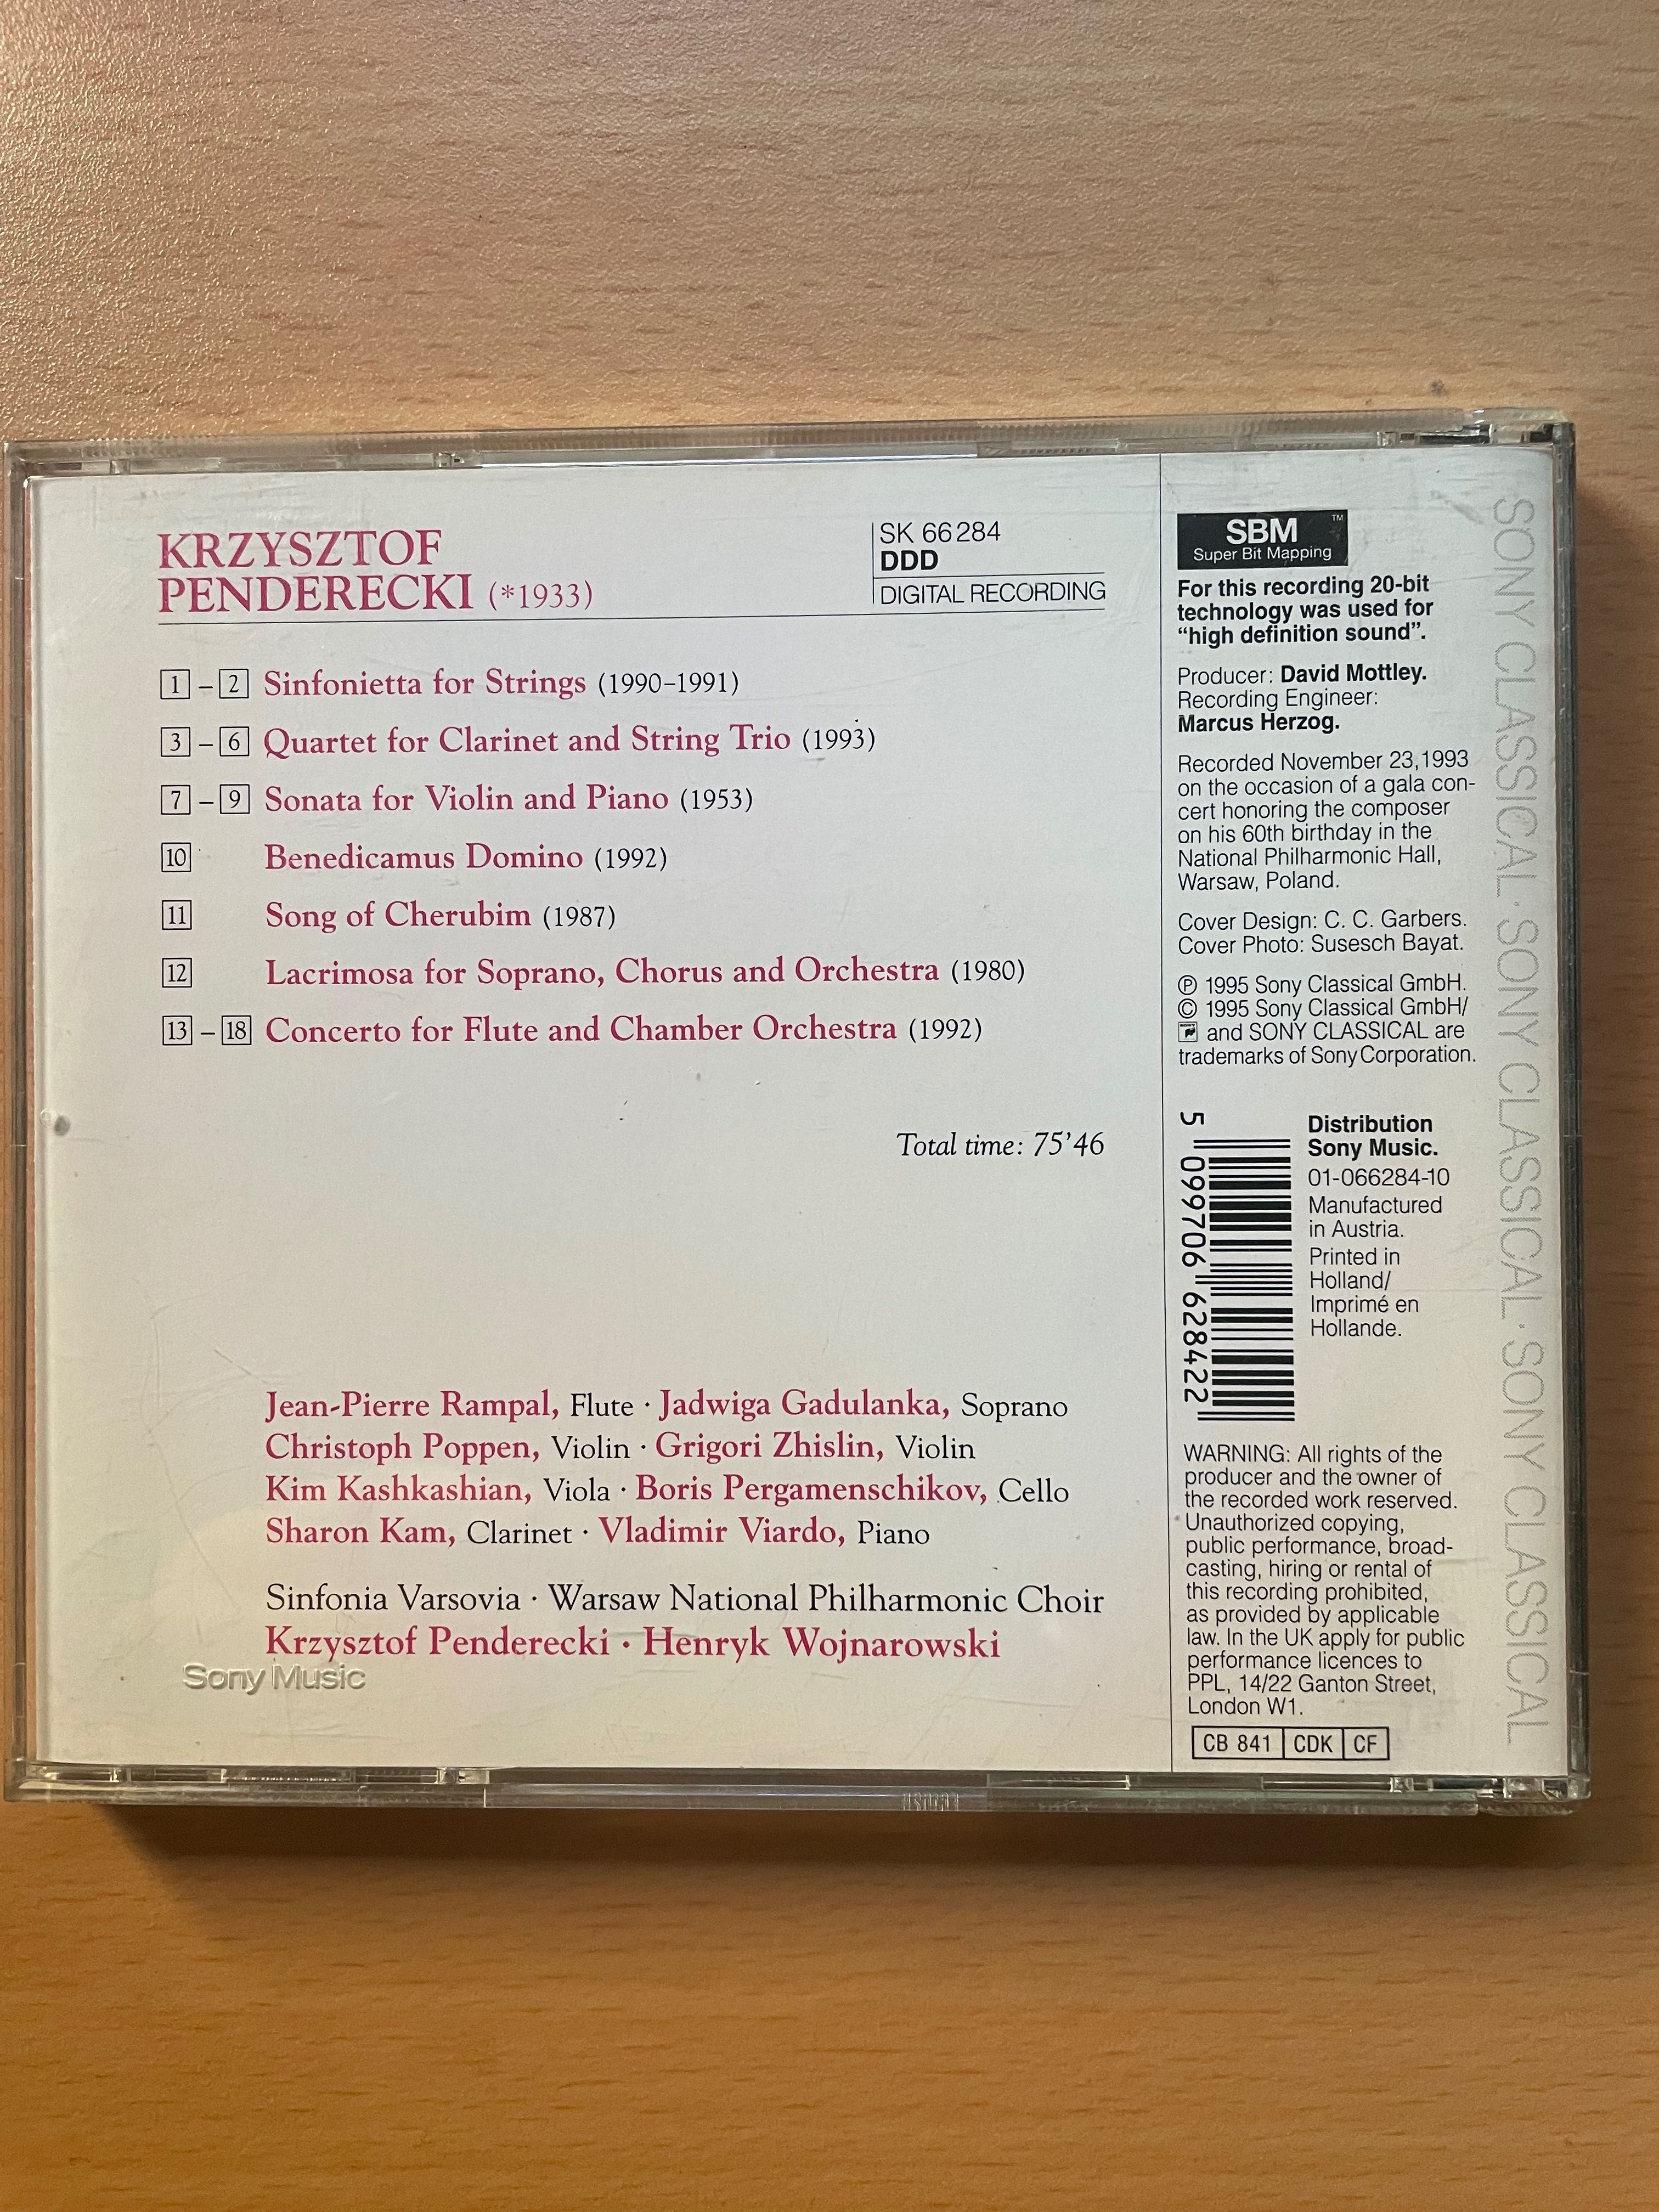 KRZYSZTOF
PENDERECKI (*1933)
SK 66284
DDD
DIGITAL RECORDING
1 – 2 Sinfonietta for Strings (1990–1991)
3 – 6 Quartet for Clarinet and String Trio (1993)
7 – 9 Sonata for Violin and Piano (1953)
10 Benedicamus Domino (1992)
11 Song of Cherubim (1987)
12 Lacrimosa for Soprano, Chorus and Orchestra (1980)
13 – 18 Concerto for Flute and Chamber Orchestra (1992)
Total time: 75'46
Jean-Pierre Rampal, Flute · Jadwiga Gadulanka, Soprano
Christoph Poppen, Violin · Grigori Zhislin, Violin
Kim Kashkashian, Viola · Boris Pergamenschikov, Cello
Sharon Kam, Clarinet · Vladimir Viardo, Piano
Sinfonia Varsovia · Warsaw National Philharmonic Choir
Krzysztof Penderecki · Henryk Wojnarowski
Sony Music
SBM ™
Super Bit Mapping
For this recording 20-bit
technology was used for
“high definition sound”.
Producer: David Mottley.
Recording Engineer:
Marcus Herzog.
Recorded November 23,1993
on the occasion of a gala con-
cert honoring the composer
on his 60th birthday in the
National Philharmonic Hall,
Warsaw, Poland.
Cover Design: C. C. Garbers.
Cover Photo: Susesch Bayat.
℗ 1995 Sony Classical GmbH.
© 1995 Sony Classical GmbH/
and SONY CLASSICAL are
trademarks of Sony Corporation.
5 099706 628422
Distribution
Sony Music.
01-066284-10
Manufactured
in Austria.
Printed in
Holland/
Imprimé en
Hollande.
WARNING: All rights of the
producer and the owner of
the recorded work reserved.
Unauthorized copying,
public performance, broad-
casting, hiring or rental of
this recording prohibited,
as provided by applicable
law. In the UK apply for public
performance licences to
PPL, 14/22 Ganton Street,
London W1.
CB 841 CDK CF
SONY CLASSICAL · SONY CLASSICAL · SONY CLASSICAL